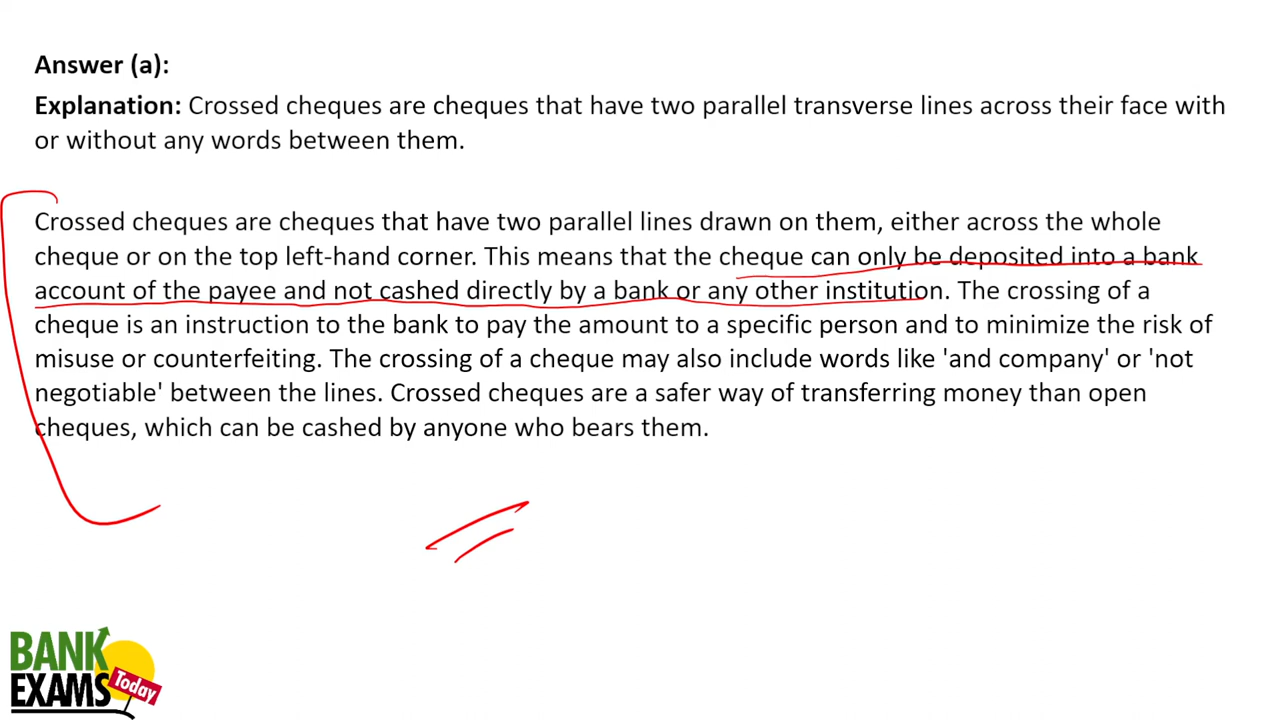 Answer (a):
Explanation: Crossed cheques are cheques that have two parallel transverse lines across their face with
or without any words between them.
Crossed cheques are cheques that have two parallel lines drawn on them, either across the whole
cheque or on the top left-hand corner. This means that the cheque can only be deposited into a bank
account of the payee and not cashed directly by a bank or any other institution. The crossing of a
cheque is an instruction to the bank to pay the amount to a specific person and to minimize the risk of
misuse or counterfeiting. The crossing of a cheque may also include words like 'and company' or 'not
negotiable' between the lines. Crossed cheques are a safer way of transferring money than open
cheques, which can be cashed by anyone who bears them.
BANK
EXAMS
Today